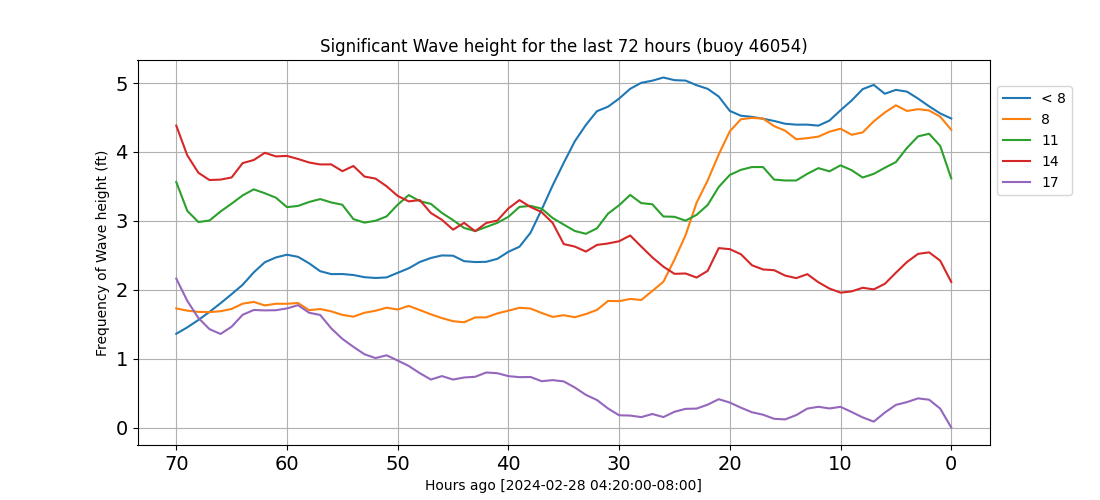 Significant Wave height for the last 72 hours (buoy 46054)
Frequency of Wave height (ft)
5
4
3
2
1
0
70 60 50 40 30 20 10 0
Hours ago [2024-02-28 04:20:00-08:00]
< 8
8
11
14
17